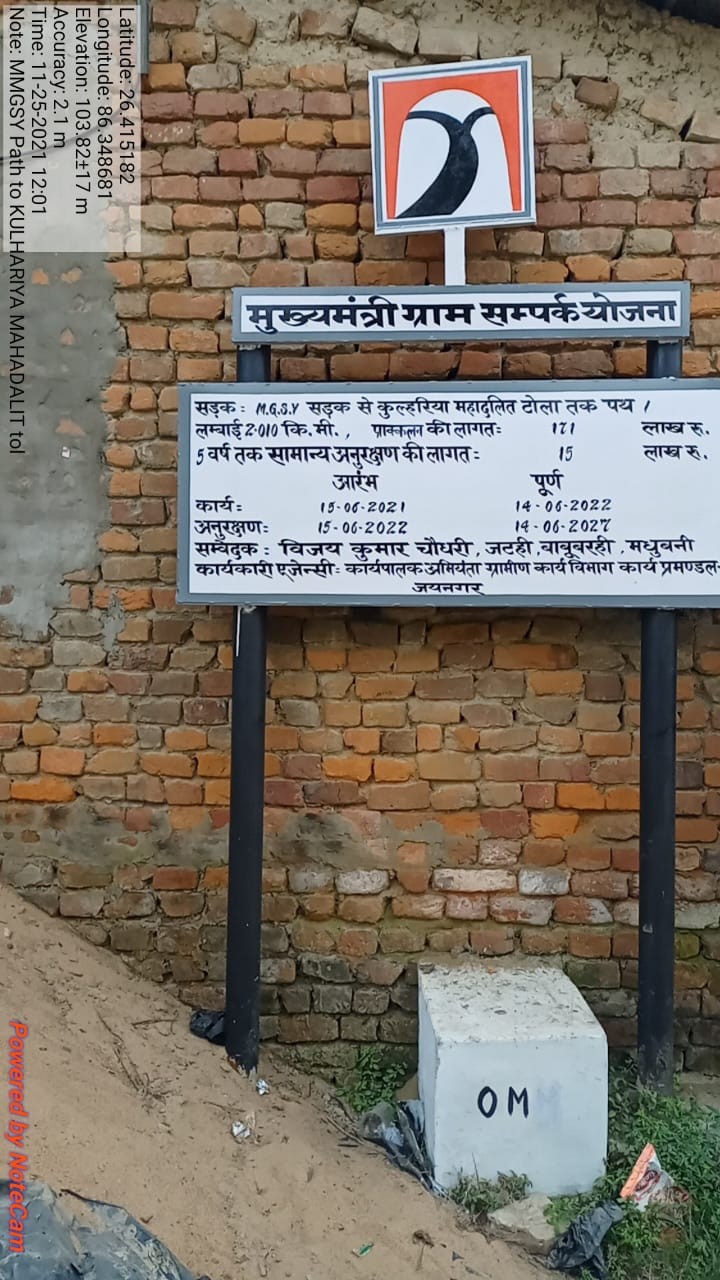 Latitude: 26.415182
Longitude: 86.348681
Elevation: 103.82±17 m
Accuracy: 2.1 m
Time: 11-25-2021 12:01
Note: MMGSY Path to KULHARIYA MAHADALIT tol
मुख्यमंत्री ग्राम सम्पर्क योजना
सड़क : M.G.S.Y सड़क से कुल्हरिया महादलित टोला तक पथ /
लम्बाई 2.010 कि.मी., प्राक्कलन की लागतः 171 लाख रु.
5 वर्ष तक सामान्य अनुरक्षण की लागत : 15 लाख रु.
आरंभ पूर्ण
कार्यः 15-06-2021 14-06-2022
अनुरक्षणः 15-06-2022 14-06-2027
सम्वेदक : विजय कुमार चौधरी, जटही, बाबूबरही, मधुबनी
कार्यकारी एजेन्सीः कार्यपालक अभियंता ग्रामीण कार्य विभाग कार्य प्रमण्डल-
जयनगर
OM
Powered by NoteCam